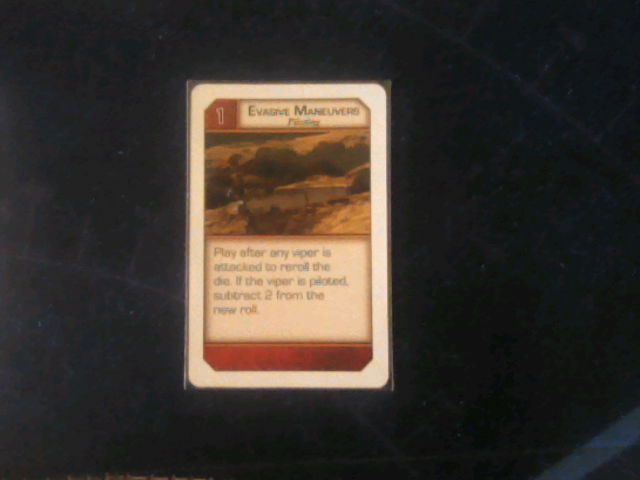 1
EVASIVE MANEUVERS
Piloting
Play after any viper is
attacked to reroll the
die. If the viper is piloted,
subtract 2 from the
new roll.